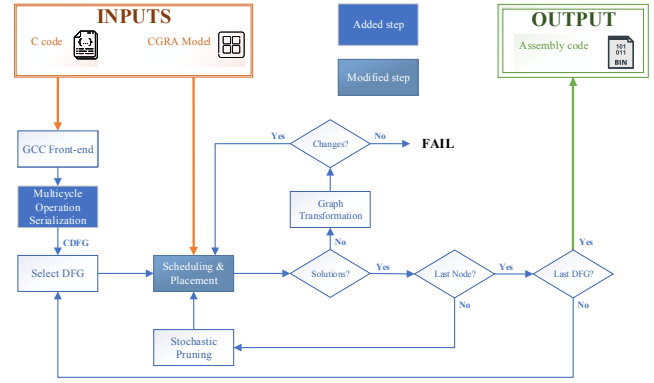 INPUTS
C code
{...}
CGRA Model
Added step
Modified step
OUTPUT
Assembly code
101
011
BIN
GCC Front-end
Multicycle
Operation
Serialization
CDFG
Select DFG
Scheduling &
Placement
Stochastic
Pruning
Yes
Changes?
No
FAIL
Graph
Transformation
No
Solutions?
Yes
Last Node?
Yes
No
Last DFG?
Yes
No